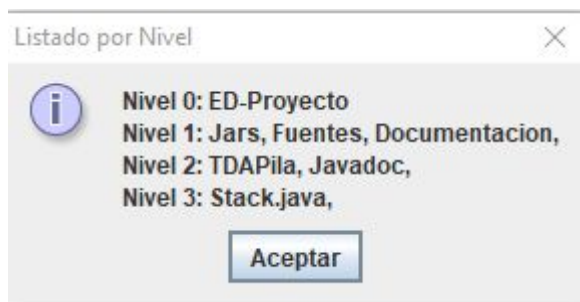 Listado por Nivel
Nivel 0: ED-Proyecto
Nivel 1: Jars, Fuentes, Documentacion,
Nivel 2: TDAPila, Javadoc,
Nivel 3: Stack.java,
Aceptar